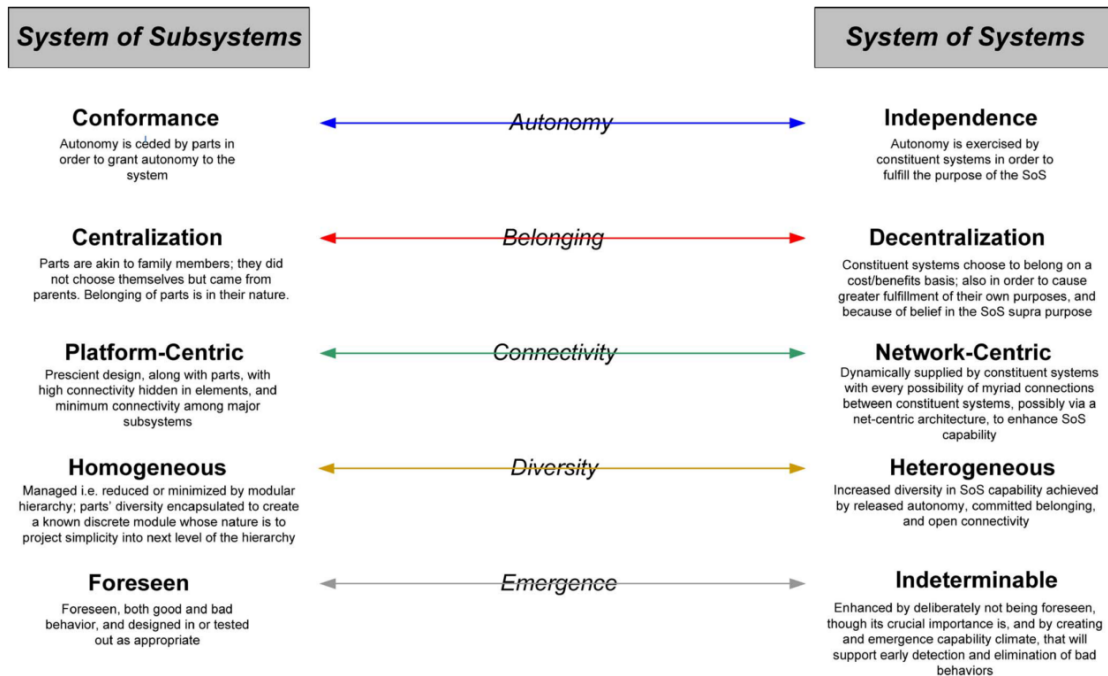 System of Subsystems
System of Systems
Conformance
Autonomy is ceded by parts in
order to grant autonomy to the
system
Autonomy
Independence
Autonomy is exercised by
constituent systems in order to
fulfill the purpose of the SoS
Centralization
Parts are akin to family members; they did
not choose themselves but came from
parents. Belonging of parts is in their nature.
Belonging
Decentralization
Constituent systems choose to belong on a
cost/benefits basis; also in order to cause
greater fulfillment of their own purposes, and
because of belief in the SoS supra purpose
Platform-Centric
Prescient design, along with parts, with
high connectivity hidden in elements, and
minimum connectivity among major
subsystems
Connectivity
Network-Centric
Dynamically supplied by constituent systems
with every possibility of myriad connections
between constituent systems, possibly via a
net-centric architecture, to enhance SoS
capability
Homogeneous
Managed i.e. reduced or minimized by modular
hierarchy; parts' diversity encapsulated to create
a known discrete module whose nature is to
project simplicity into next level of the hierarchy
Diversity
Heterogeneous
Increased diversity in SoS capability achieved
by released autonomy, committed belonging,
and open connectivity
Foreseen
Foreseen, both good and bad
behavior, and designed in or tested
out as appropriate
Emergence
Indeterminable
Enhanced by deliberately not being foreseen,
though its crucial importance is, and by creating
and emergence capability climate, that will
support early detection and elimination of bad
behaviors